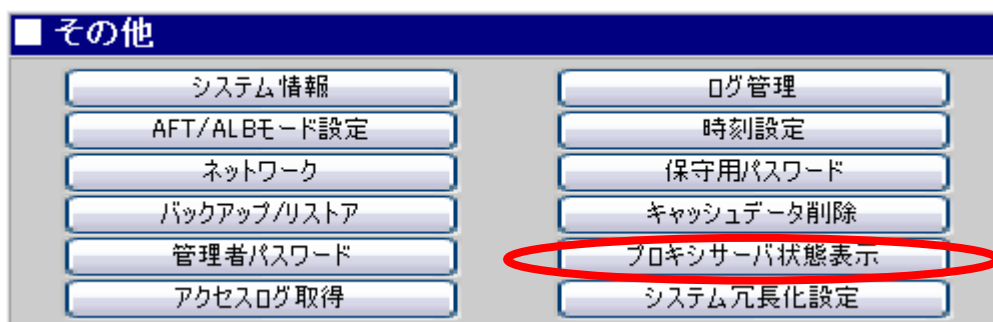 ■ その他
システム情報
ログ管理
AFT/ALBモード設定
時刻設定
ネットワーク
保守用パスワード
バックアップ/リストア
キャッシュデータ削除
管理者パスワード
プロキシサーバ状態表示
アクセスログ取得
システム冗長化設定